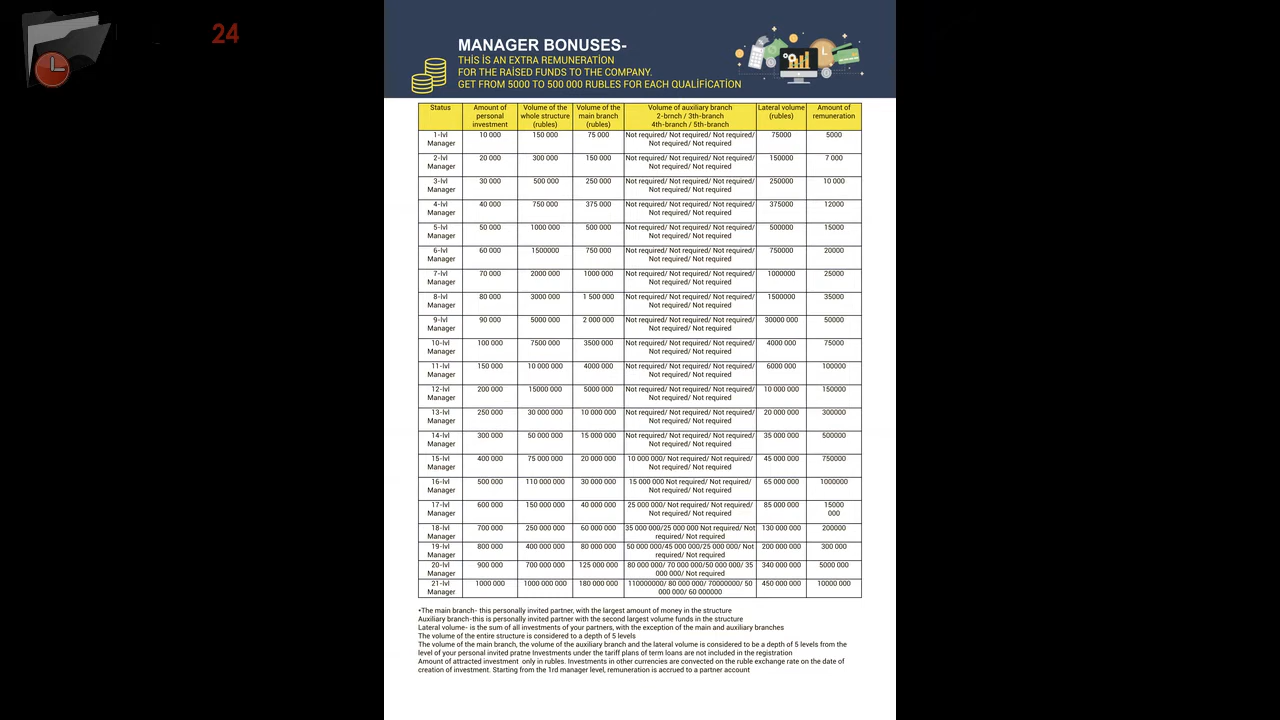 24
MANAGER BONUSES-
THİS İS AN EXTRA REMUNERATİON
FOR THE RAİSED FUNDS TO THE COMPANY.
GET FROM 5000 TO 500 000 RUBLES FOR EACH QUALİFİCATİON
Status Amount of personal investment Volume of the whole structure (rubles) Volume of the main branch (rubles) Volume of auxiliary branch 2-brnch / 3th-branch 4th-branch / 5th-branch Lateral volume (rubles) Amount of remuneration
1-lvl Manager 10 000 150 000 75 000 Not required/ Not required/ Not required/ Not required/ Not required 75000 5000
2-lvl Manager 20 000 300 000 150 000 Not required/ Not required/ Not required/ Not required/ Not required 150000 7 000
3-lvl Manager 30 000 500 000 250 000 Not required/ Not required/ Not required/ Not required/ Not required 250000 10 000
4-lvl Manager 40 000 750 000 375 000 Not required/ Not required/ Not required/ Not required/ Not required 375000 12000
5-lvl Manager 50 000 1000 000 500 000 Not required/ Not required/ Not required/ Not required/ Not required 500000 15000
6-lvl Manager 60 000 1500000 750 000 Not required/ Not required/ Not required/ Not required/ Not required 750000 20000
7-lvl Manager 70 000 2000 000 1000 000 Not required/ Not required/ Not required/ Not required/ Not required 1000000 25000
8-lvl Manager 80 000 3000 000 1 500 000 Not required/ Not required/ Not required/ Not required/ Not required 1500000 35000
9-lvl Manager 90 000 5000 000 2 000 000 Not required/ Not required/ Not required/ Not required/ Not required 30000 000 50000
10-lvl Manager 100 000 7500 000 3500 000 Not required/ Not required/ Not required/ Not required/ Not required 4000 000 75000
11-lvl Manager 150 000 10 000 000 4000 000 Not required/ Not required/ Not required/ Not required/ Not required 6000 000 100000
12-lvl Manager 200 000 15000 000 5000 000 Not required/ Not required/ Not required/ Not required/ Not required 10 000 000 150000
13-lvl Manager 250 000 30 000 000 10 000 000 Not required/ Not required/ Not required/ Not required/ Not required 20 000 000 300000
14-lvl Manager 300 000 50 000 000 15 000 000 Not required/ Not required/ Not required/ Not required/ Not required 35 000 000 500000
15-lvl Manager 400 000 75 000 000 20 000 000 10 000 000/ Not required/ Not required/ Not required/ Not required 45 000 000 750000
16-lvl Manager 500 000 110 000 000 30 000 000 15 000 000 Not required/ Not required/ Not required/ Not required 65 000 000 1000000
17-lvl Manager 600 000 150 000 000 40 000 000 25 000 000/ Not required/ Not required/ Not required/ Not required 85 000 000 15000 000
18-lvl Manager 700 000 250 000 000 60 000 000 35 000 000/25 000 000 Not required/ Not required/ Not required 130 000 000 200000
19-lvl Manager 800 000 400 000 000 80 000 000 50 000 000/45 000 000/25 000 000/ Not required/ Not required 200 000 000 300 000
20-lvl Manager 900 000 700 000 000 125 000 000 80 000 000/ 70 000 000/50 000 000/ 35 000 000/ Not required 340 000 000 5000 000
21-lvl Manager 1000 000 1000 000 000 180 000 000 110000000/ 80 000 000/ 70000000/ 50 000 000/ 60 000000 450 000 000 10000 000
*The main branch- this personally invited partner, with the largest amount of money in the structure
Auxiliary branch-this is personally invited partner with the second largest volume funds in the structure
Lateral volume- is the sum of all investments of your partners, with the exception of the main and auxiliary branches
The volume of the entire structure is considered to a depth of 5 levels
The volume of the main branch, the volume of the auxiliary branch and the lateral volume is considered to be a depth of 5 levels from the
level of your personal invited pratne Investments under the tariff plans of term loans are not included in the registration
Amount of attracted investment only in rubles. Investments in other currencies are convected on the ruble exchange rate on the date of
creation of investment. Starting from the 1rd manager level, remuneration is accrued to a partner account